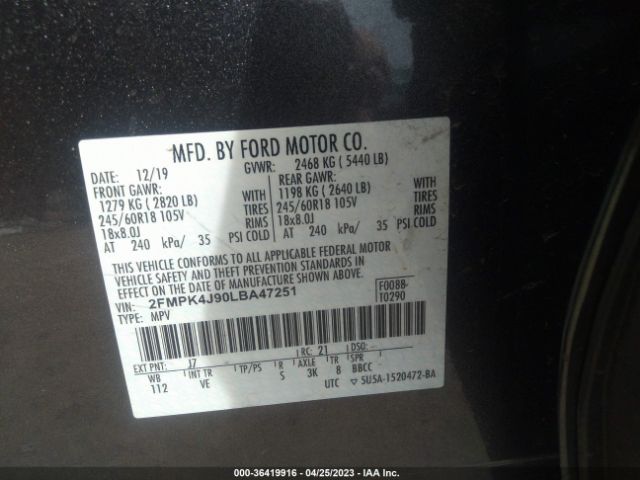 MFD. BY FORD MOTOR CO.
DATE: 12/19 GVWR: 2468 KG ( 5440 LB)
FRONT GAWR: REAR GAWR:
1279 KG ( 2820 LB) WITH 1198 KG ( 2640 LB) WITH
245/60R18 105V TIRES 245/60R18 105V TIRES
18x8.0J RIMS 18x8.0J RIMS
AT 240 kPa/ 35 PSI COLD AT 240 kPa/ 35 PSI COLD
THIS VEHICLE CONFORMS TO ALL APPLICABLE FEDERAL MOTOR
VEHICLE SAFETY AND THEFT PREVENTION STANDARDS IN
EFFECT ON THE DATE OF MANUFACTURE SHOWN ABOVE.
VIN: 2FMPK4J90LBA47251 F0088
TYPE: MPV T0290
EXT PNT: J7 RC: 21 DSO:
WB INT TR TP/PS R AXLE TR SPR
112 VE S 3K 8 BBCC
UTC ▽ 5U5A-1520472-BA
000-36419916 - 04/25/2023 - IAA Inc.